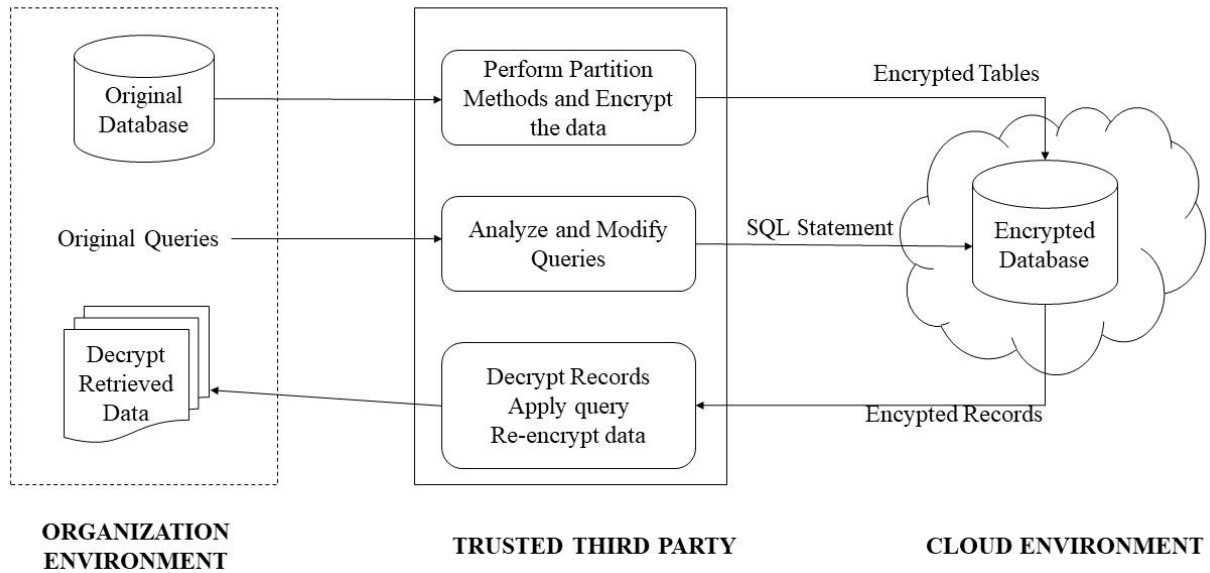 Original
Database
Perform Partition
Methods and Encrypt
the data
Encrypted Tables
Original Queries
Analyze and Modify
Queries
SQL Statement
Encrypted
Database
Decrypt
Retrieved
Data
Decrypt Records
Apply query
Re-encrypt data
Encypted Records
ORGANIZATION
ENVIRONMENT
TRUSTED THIRD PARTY
CLOUD ENVIRONMENT